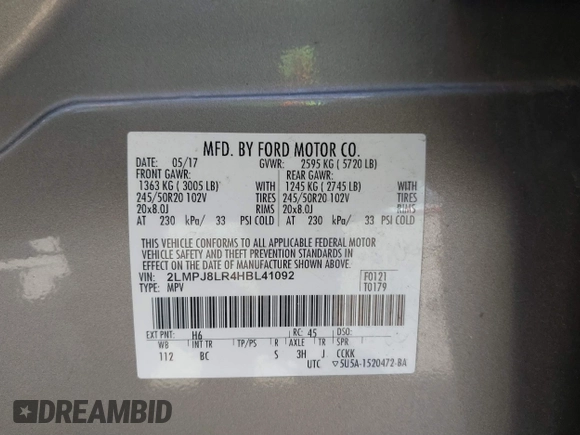 MFD. BY FORD MOTOR CO.
DATE: 05/17 GVWR: 2595 KG ( 5720 LB)
FRONT GAWR: REAR GAWR:
1363 KG ( 3005 LB) WITH 1245 KG ( 2745 LB) WITH
245/50R20 102V TIRES 245/50R20 102V TIRES
20x8.0J RIMS 20x8.0J RIMS
AT 230 kPa/ 33 PSI COLD AT 230 kPa/ 33 PSI COLD
THIS VEHICLE CONFORMS TO ALL APPLICABLE FEDERAL MOTOR
VEHICLE SAFETY AND THEFT PREVENTION STANDARDS IN
EFFECT ON THE DATE OF MANUFACTURE SHOWN ABOVE.
VIN: 2LMPJ8LR4HBL41092 F0121
TYPE: MPV T0179
EXT PNT: H6 RC: 45 DSO:
WB INT TR TP/PS R AXLE TR SPR
112 BC S 3H J CCKK
UTC ▽5U5A-1520472-BA
DREAMBID